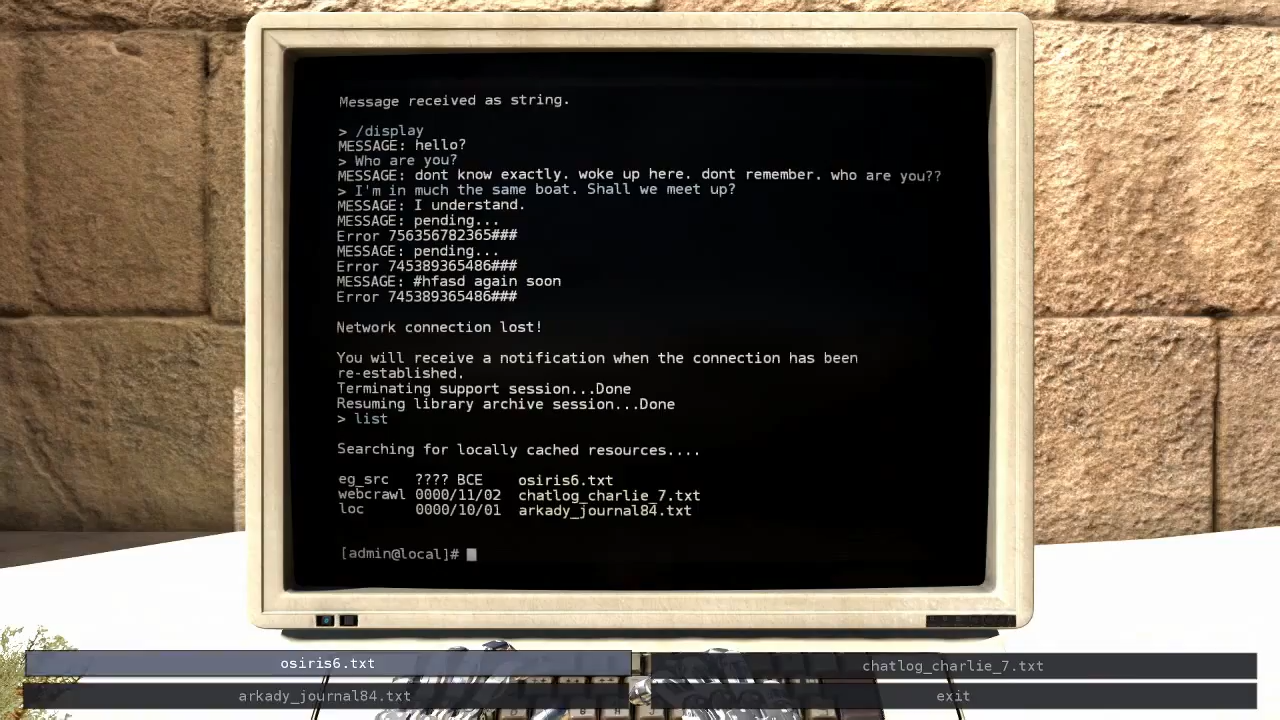 Message received as string.
> /display
MESSAGE: hello?
> Who are you?
MESSAGE: dont know exactly. woke up here. dont remember. who are you??
> I'm in much the same boat. Shall we meet up?
MESSAGE: I understand.
MESSAGE: pending...
Error 756356782365###
MESSAGE: pending...
Error 745389365486###
MESSAGE: #hfasd again soon
Error 745389365486###
Network connection lost!
You will receive a notification when the connection has been
re-established.
Terminating support session...Done
Resuming library archive session...Done
> list
Searching for locally cached resources....
eg_src ???? BCE osiris6.txt
webcrawl 0000/11/02 chatlog_charlie_7.txt
loc 0000/10/01 arkady_journal84.txt
[admin@local]#
osiris6.txt
chatlog_charlie_7.txt
arkady_journal84.txt
exit